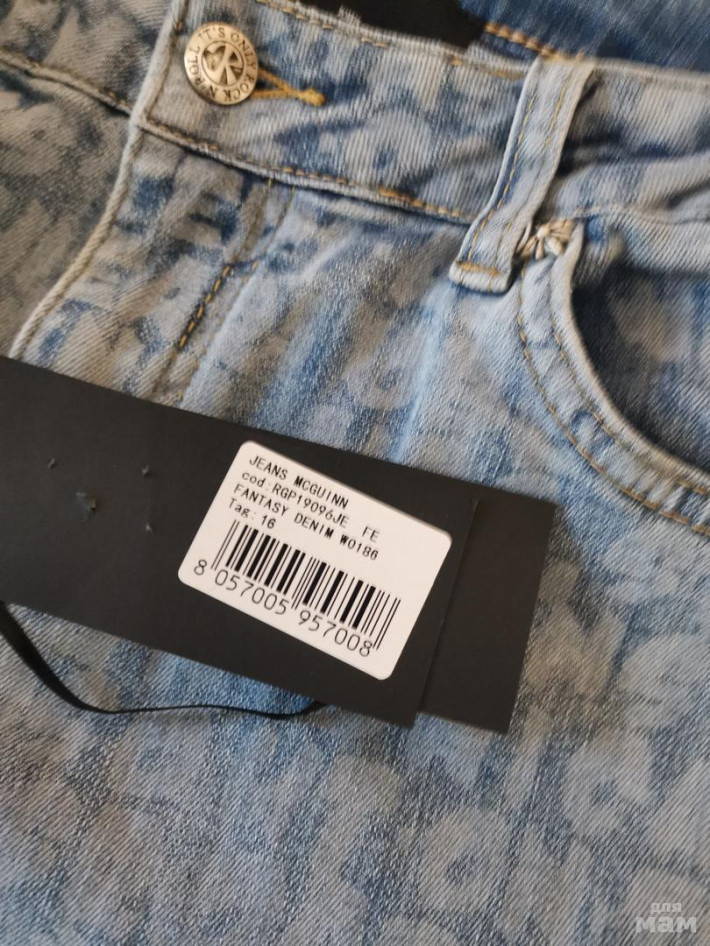 IT'S ONLY ROCK N'ROLL
JEANS MCGUINN
cod:RGP19096JE FE
FANTASY DENIM W0186
Tag: 16
8 057005 957008
для
мам